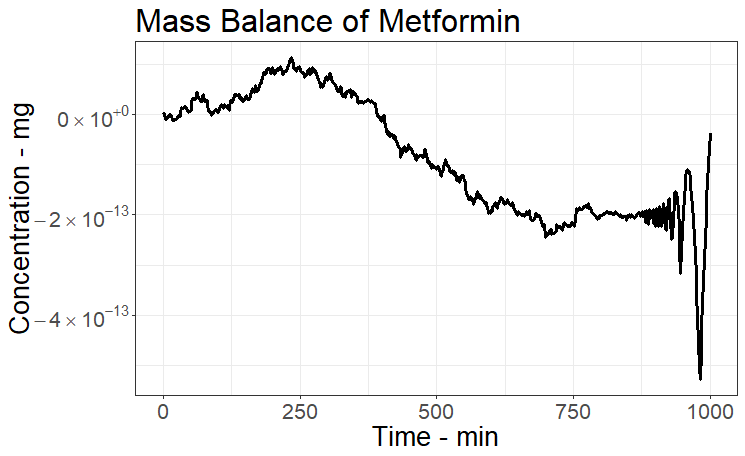 Mass Balance of Metformin
Concentration - mg
0 × 10⁺⁰
−2 × 10⁻¹³
−4 × 10⁻¹³
0 250 500 750 1000
Time - min